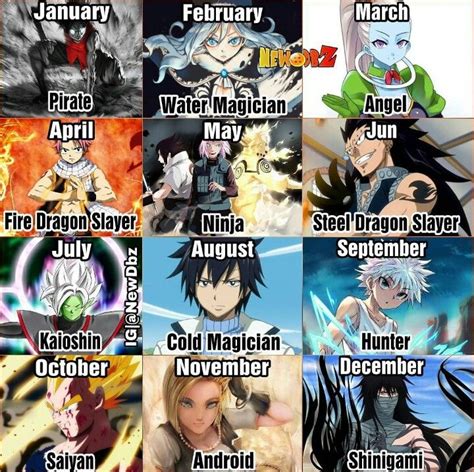 January
February
March
NEWDBZ
Pirate
Water Magician
Angel
April
May
Jun
Fire Dragon Slayer
Ninja
Steel Dragon Slayer
July
August
September
IG@NewDbz
Kaioshin
Cold Magician
Hunter
October
November
December
Saiyan
Android
Shinigami